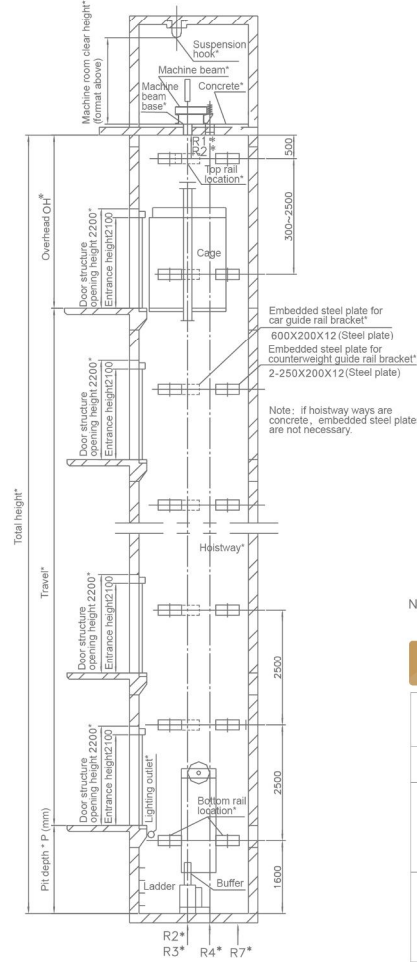 Machine room clear height*
(format above)
Suspension
hook*
Machine beam*
Machine
beam
base*
Concrete*
R1*
R2*
Top rail
location*
500
300~2500
Overhead OH*
Door structure
opening height 2200*
Entrance height2100
Cage
Embedded steel plate for
car guide rail bracket*
600X200X12(Steel plate)
Embedded steel plate for
counterweight guide rail bracket*
2-250X200X12(Steel plate)
Note: if hoistway ways are
concrete, embedded steel plate
are not necessary.
Door structure
opening height 2200*
Entrance height2100
Total height*
Travel*
Hoistway*
Door structure
opening height 2200*
Entrance height2100
2500
Door structure
opening height 2200*
Entrance height2100
2500
Lighting outlet*
Bottom rail
location*
Pit depth * P (mm)
Ladder
Buffer
1600
R2*
R3*
R4*
R7*
N